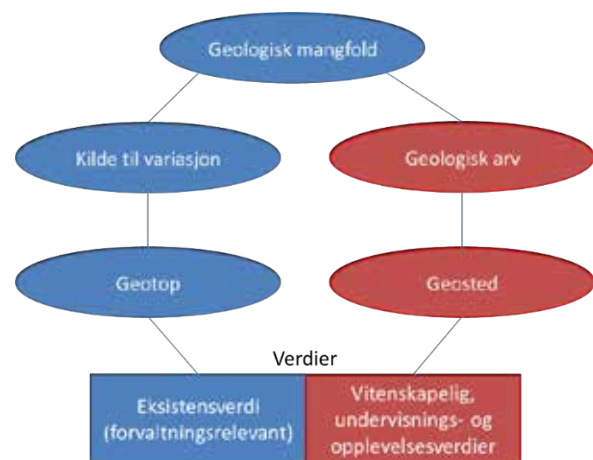 Geologisk mangfold
Kilde til variasjon
Geologisk arv
Geotop
Geosted
Verdier
Eksistensverdi
(forvaltningsrelevant)
Vitenskapelig,
undervisnings- og
opplevelsesverdier